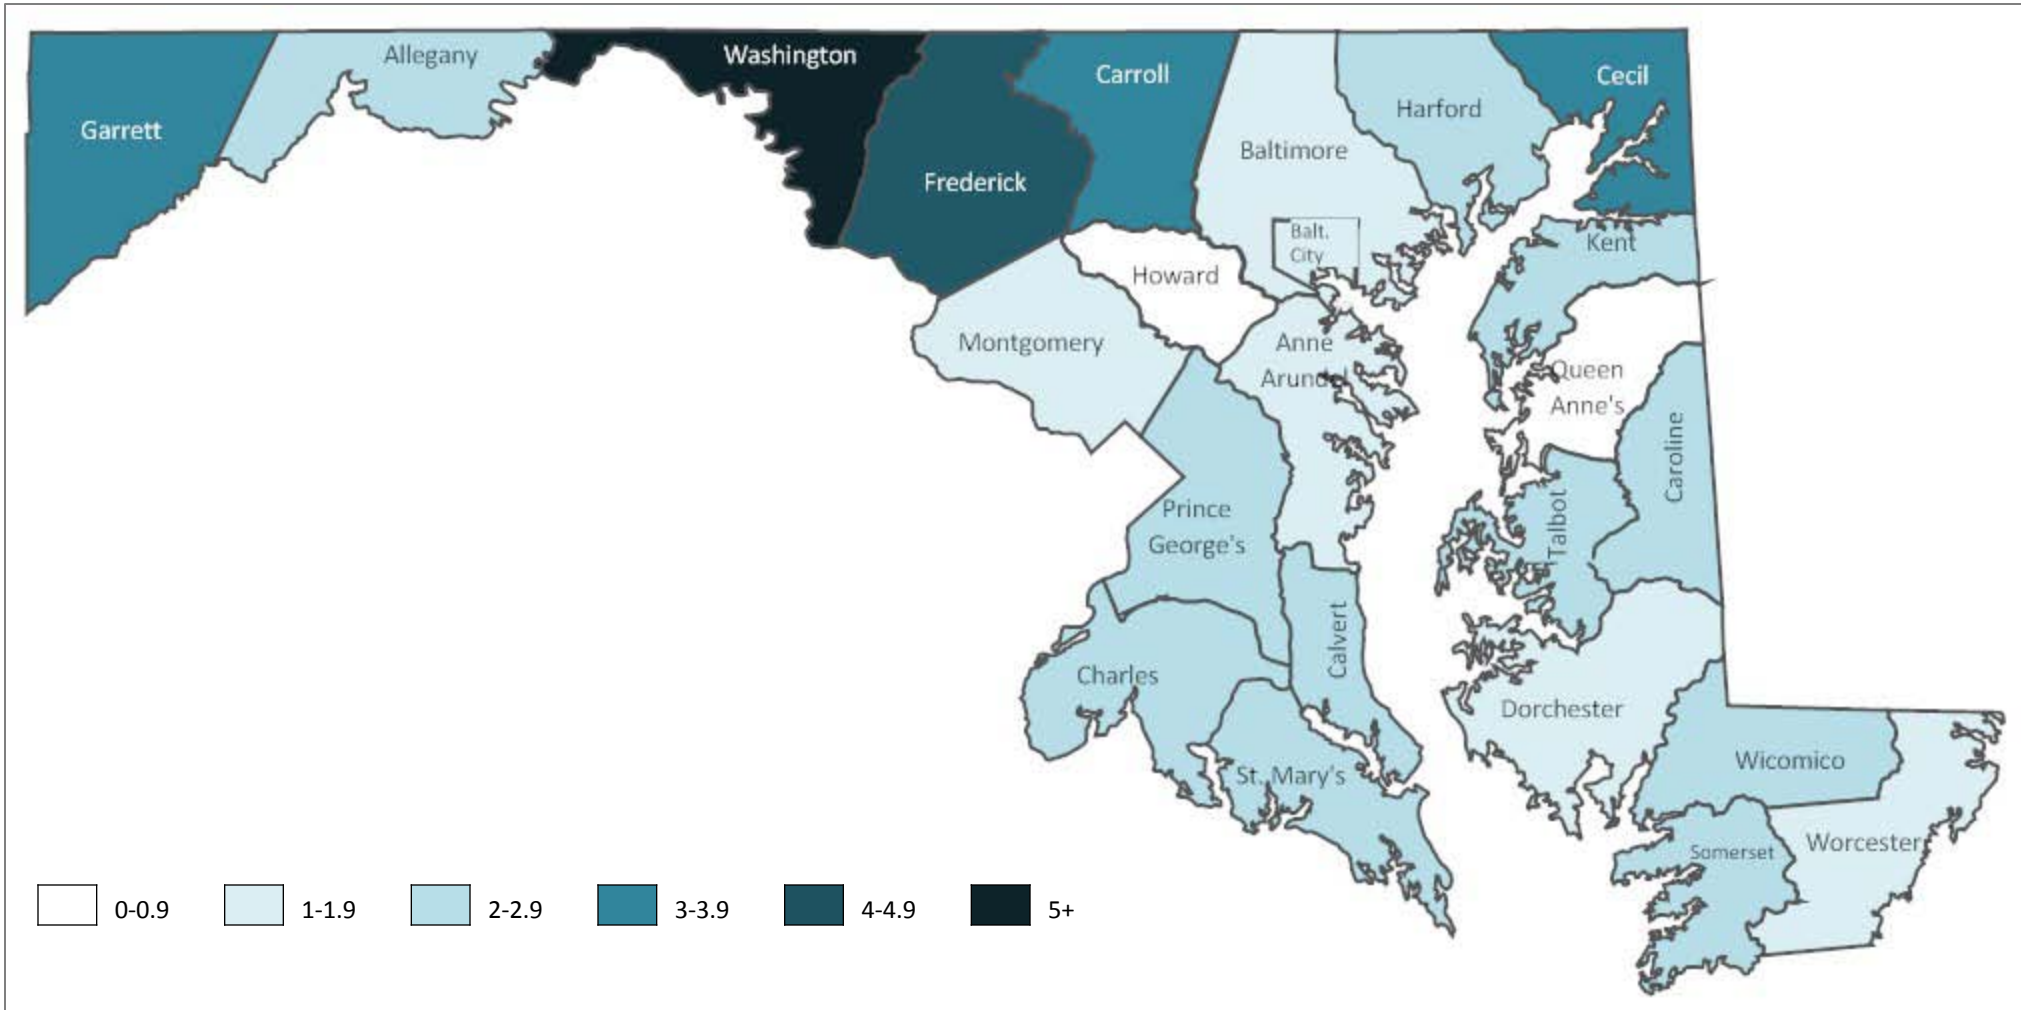 Allegany
Washington
Carroll
Cecil
Garrett
Harford
Baltimore
Frederick
Balt.
City
Kent
Howard
Montgomery
Anne
Arundel
Queen
Anne's
Caroline
Talbot
Prince
George's
Calvert
Charles
Dorchester
St. Mary's
Wicomico
Worcester
Somerset
0-0.9
1-1.9
2-2.9
3-3.9
4-4.9
5+